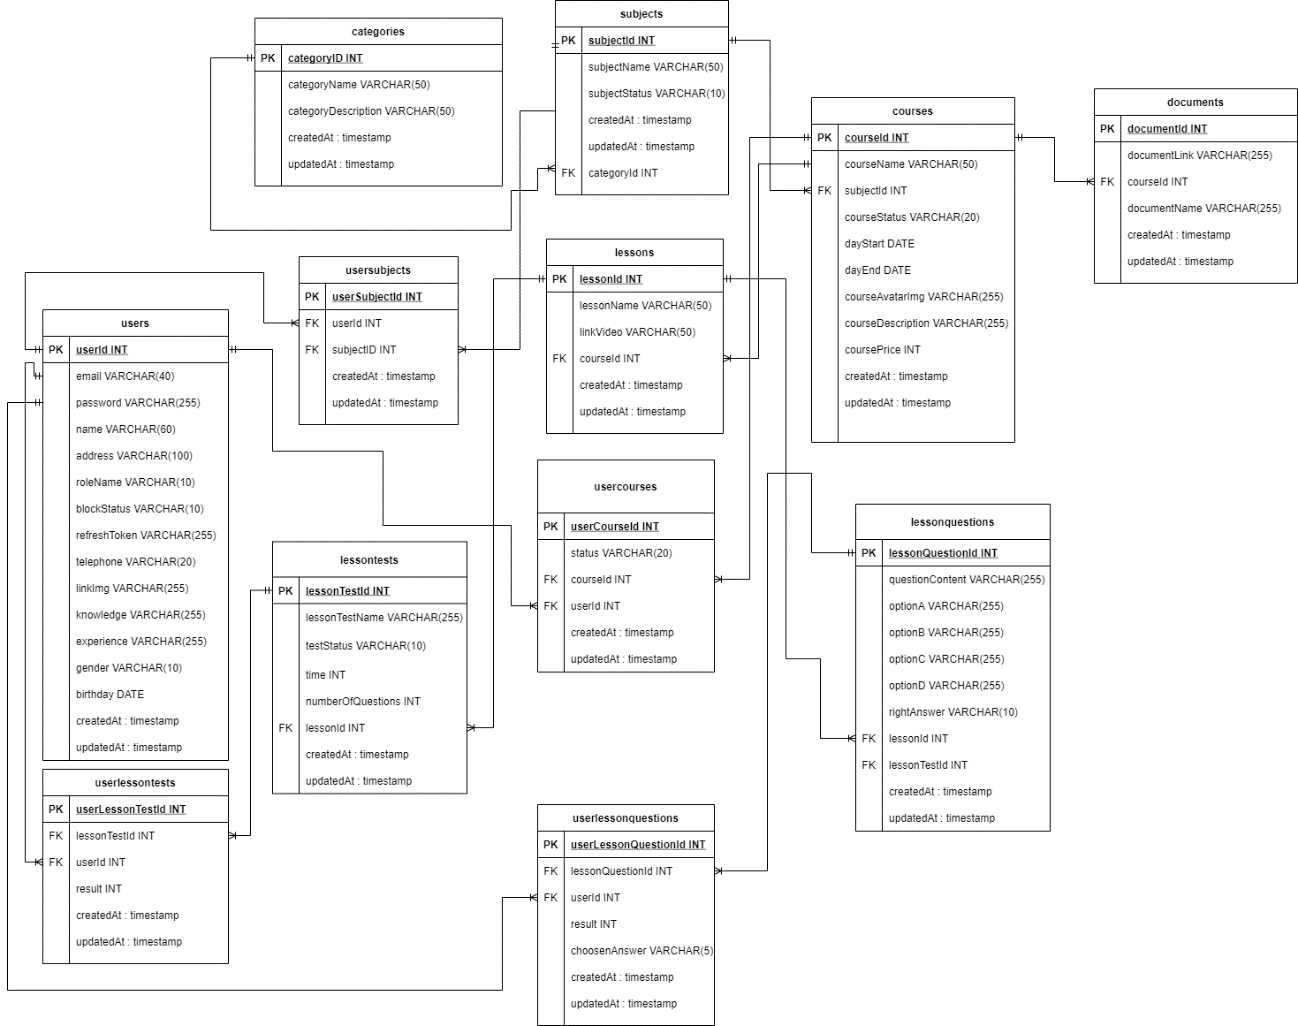 categories
PK categoryID INT
categoryName VARCHAR(50)
categoryDescription VARCHAR(50)
createdAt : timestamp
updatedAt : timestamp
subjects
PK subjectId INT
subjectName VARCHAR(50)
subjectStatus VARCHAR(10)
createdAt : timestamp
updatedAt : timestamp
FK categoryId INT
courses
PK courseId INT
courseName VARCHAR(50)
FK subjectId INT
courseStatus VARCHAR(20)
dayStart DATE
dayEnd DATE
courseAvatarImg VARCHAR(255)
courseDescription VARCHAR(255)
coursePrice INT
createdAt : timestamp
updatedAt : timestamp
documents
PK documentId INT
documentLink VARCHAR(255)
FK courseId INT
documentName VARCHAR(255)
createdAt : timestamp
updatedAt : timestamp
usersubjects
PK userSubjectId INT
FK userId INT
FK subjectID INT
createdAt : timestamp
updatedAt : timestamp
lessons
PK lessonId INT
lessonName VARCHAR(50)
linkVideo VARCHAR(50)
FK courseId INT
createdAt : timestamp
updatedAt : timestamp
users
PK userId INT
email VARCHAR(40)
password VARCHAR(255)
name VARCHAR(60)
address VARCHAR(100)
roleName VARCHAR(10)
blockStatus VARCHAR(10)
refreshToken VARCHAR(255)
telephone VARCHAR(20)
linkImg VARCHAR(255)
knowledge VARCHAR(255)
experience VARCHAR(255)
gender VARCHAR(10)
birthday DATE
createdAt : timestamp
updatedAt : timestamp
usercourses
PK userCourseId INT
status VARCHAR(20)
FK courseId INT
FK userId INT
createdAt : timestamp
updatedAt : timestamp
lessonquestions
PK lessonQuestionId INT
questionContent VARCHAR(255)
optionA VARCHAR(255)
optionB VARCHAR(255)
optionC VARCHAR(255)
optionD VARCHAR(255)
rightAnswer VARCHAR(10)
FK lessonId INT
FK lessonTestId INT
createdAt : timestamp
updatedAt : timestamp
lessontests
PK lessonTestId INT
lessonTestName VARCHAR(255)
testStatus VARCHAR(10)
time INT
numberOfQuestions INT
FK lessonId INT
createdAt : timestamp
updatedAt : timestamp
userlessontests
PK userLessonTestId INT
FK lessonTestId INT
FK userId INT
result INT
createdAt : timestamp
updatedAt : timestamp
userlessonquestions
PK userLessonQuestionId INT
FK lessonQuestionId INT
FK userId INT
result INT
choosenAnswer VARCHAR(5)
createdAt : timestamp
updatedAt : timestamp